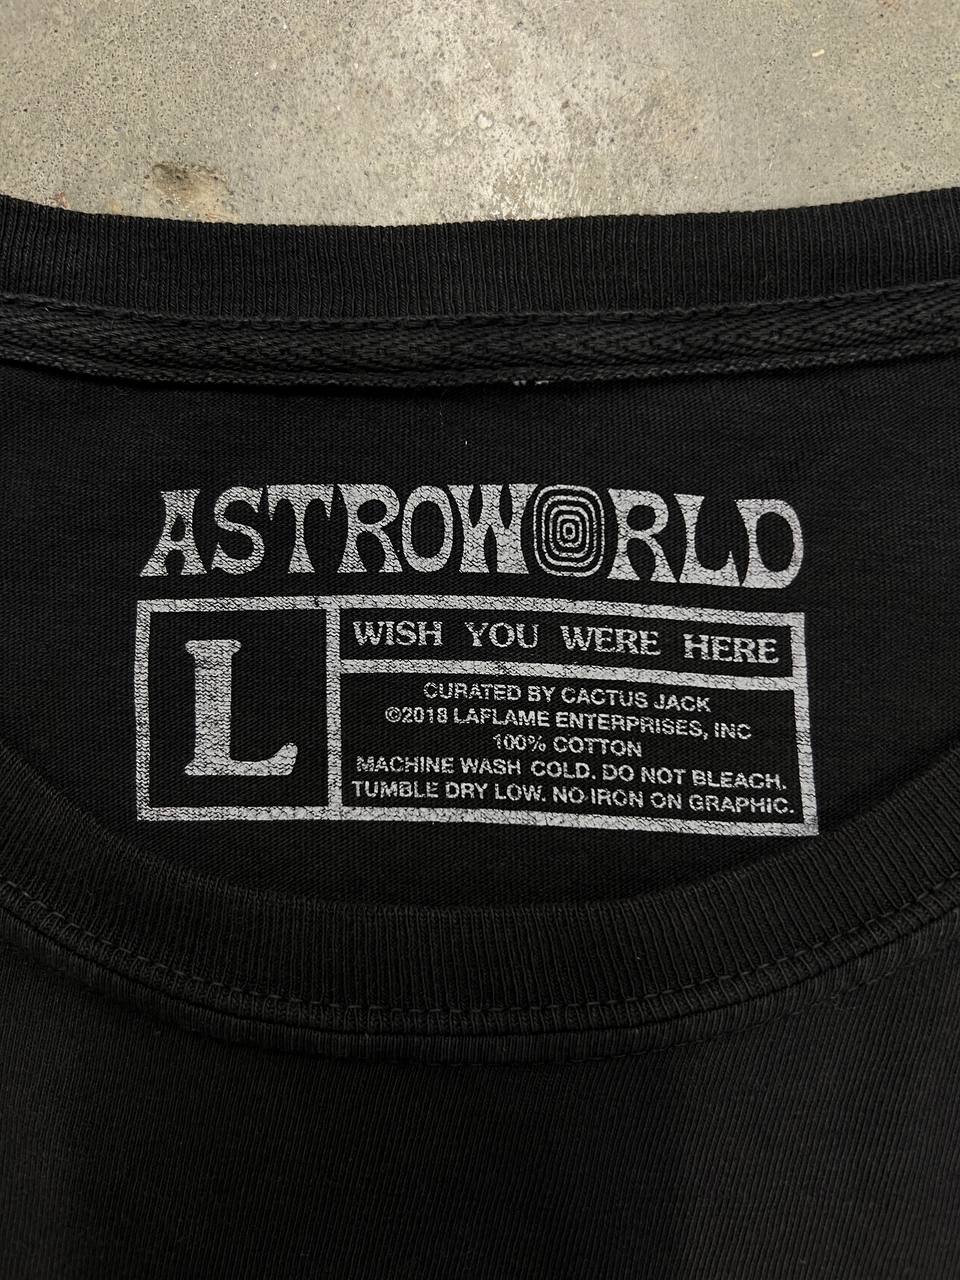 ASTROWORLD
L
WISH YOU WERE HERE
CURATED BY CACTUS JACK
©2018 LAFLAME ENTERPRISES, INC
100% COTTON
MACHINE WASH COLD. DO NOT BLEACH.
TUMBLE DRY LOW. NO IRON ON GRAPHIC.